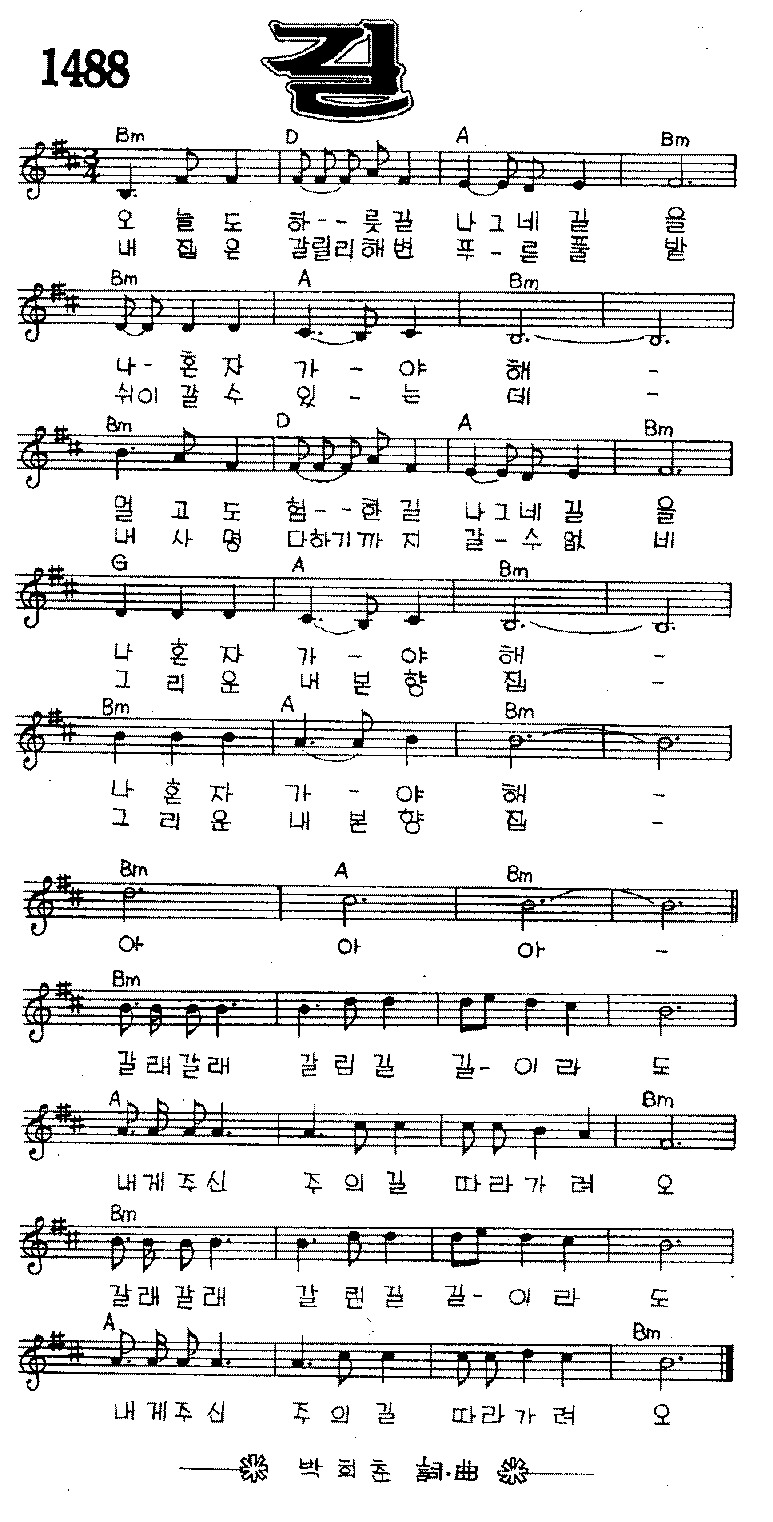 1488
길
Bm D A Bm
오 늘 도 하 - - 룻 길 나 그 네 길 을
내 집 은 갈 릴 리 해 변 푸 - 른 풀 밭
Bm A Bm
나 - 혼 자 가 - 야 해 -
쉬 이 갈 수 있 - 는 데 -
Bm D A Bm
멀 고 도 험 - - 한 길 나 그 네 길 을
내 사 명 다 하 기 까 지 갈 - 수 없 네
G A Bm
나 혼 자 가 - 야 해 -
그 리 운 내 본 향 집 -
Bm A Bm
나 혼 자 가 - 야 해 -
그 리 운 내 본 향 집 -
Bm A Bm
아 아 아 -
Bm
갈 래 갈 래 갈 린 길 길 - 이 라 도
A Bm
내 게 주 신 주 의 길 따 라 가 려 오
Bm
갈 래 갈 래 갈 린 길 길 - 이 라 도
A Bm
내 게 주 신 주 의 길 따 라 가 려 오
박 희 춘 詞·曲